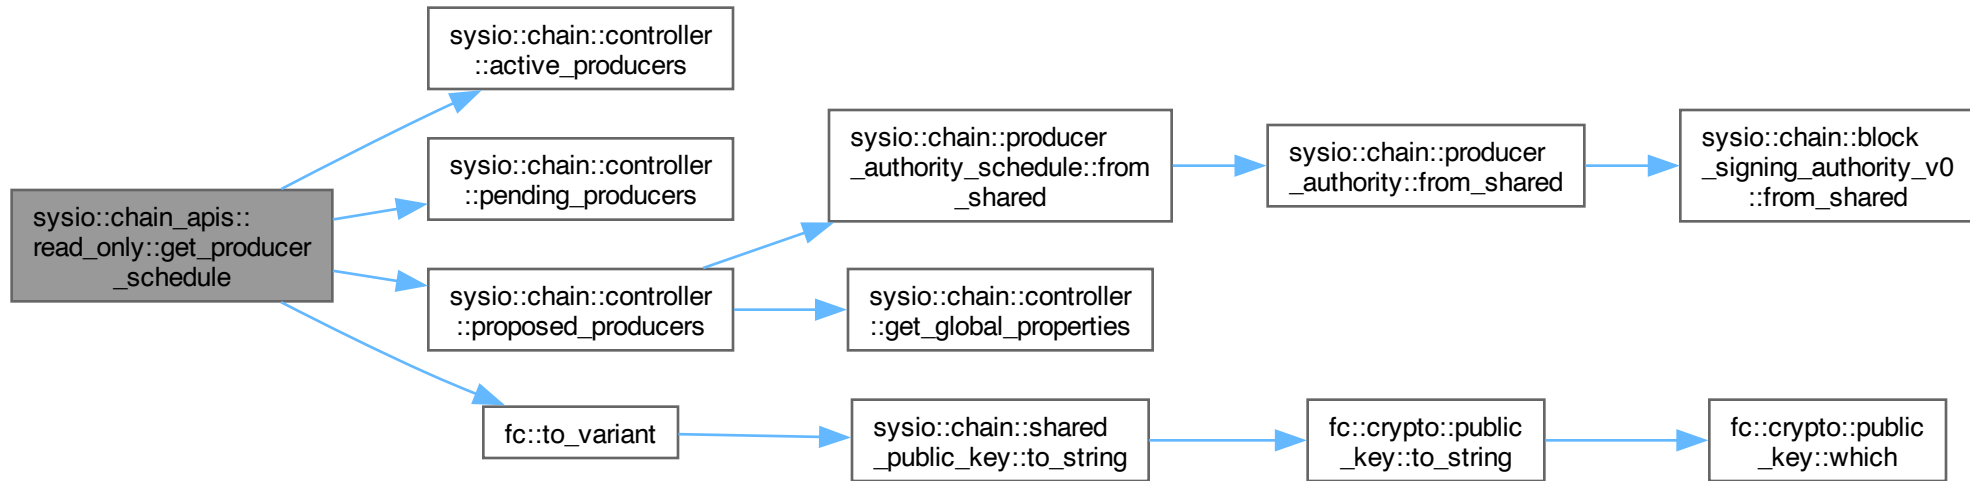 sysio::chain_apis::
read_only::get_producer
_schedule
sysio::chain::controller
::active_producers
sysio::chain::controller
::pending_producers
sysio::chain::controller
::proposed_producers
fc::to_variant
sysio::chain::producer
_authority_schedule::from
_shared
sysio::chain::controller
::get_global_properties
sysio::chain::shared
_public_key::to_string
sysio::chain::producer
_authority::from_shared
fc::crypto::public
_key::to_string
sysio::chain::block
_signing_authority_v0
::from_shared
fc::crypto::public
_key::which